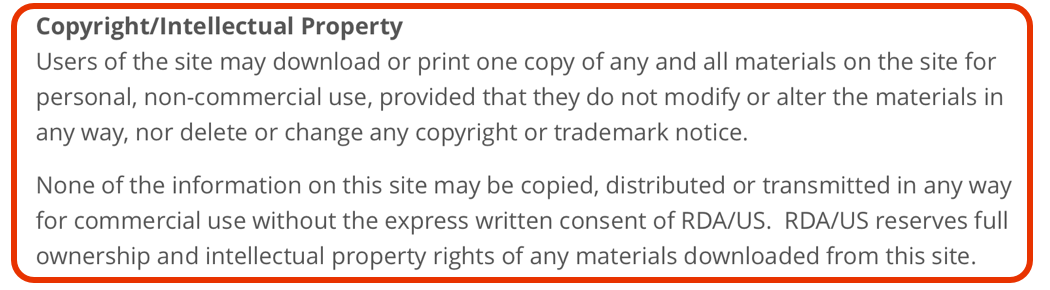 Copyright/Intellectual Property
Users of the site may download or print one copy of any and all materials on the site for
personal, non-commercial use, provided that they do not modify or alter the materials in
any way, nor delete or change any copyright or trademark notice.
None of the information on this site may be copied, distributed or transmitted in any way
for commercial use without the express written consent of RDA/US.  RDA/US reserves full
ownership and intellectual property rights of any materials downloaded from this site.